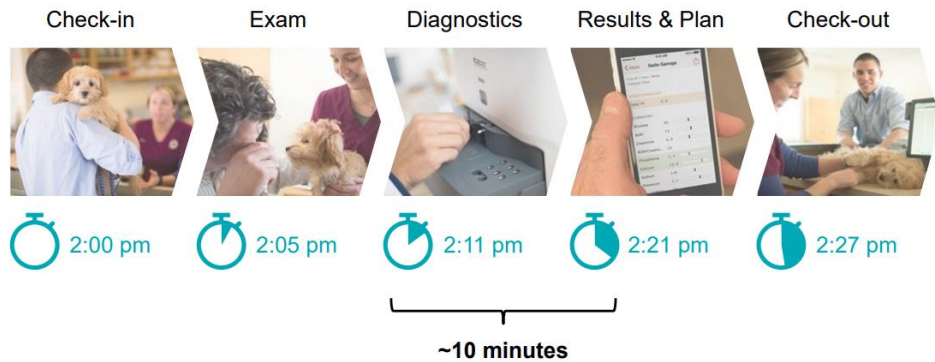 Check-in
Exam
Diagnostics
Results & Plan
Check-out
2:00 pm
2:05 pm
2:11 pm
2:21 pm
2:27 pm
~10 minutes